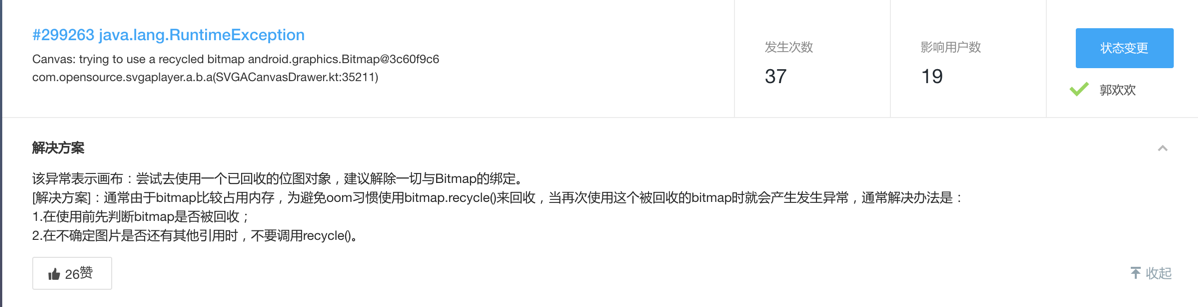 #299263 java.lang.RuntimeException
Canvas: trying to use a recycled bitmap android.graphics.Bitmap@3c60f9c6
com.opensource.svgaplayer.a.b.a(SVGACanvasDrawer.kt:35211)
发生次数
37
影响用户数
19
状态变更
郭欢欢
解决方案
该异常表示画布：尝试去使用一个已回收的位图对象，建议解除一切与Bitmap的绑定。
[解决方案]：通常由于bitmap比较占用内存，为避免oom习惯使用bitmap.recycle()来回收，当再次使用这个被回收的bitmap时就会产生发生异常，通常解决办法是：
1.在使用前先判断bitmap是否被回收；
2.在不确定图片是否还有其他引用时，不要调用recycle()。
26赞
收起